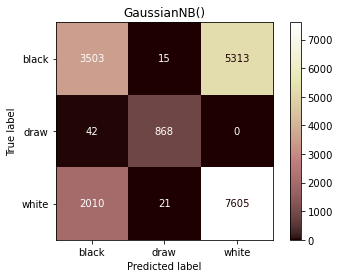 GaussianNB()
black 3503 15 5313
draw 42 868 0
white 2010 21 7605
black draw white
Predicted label
True label
7000
6000
5000
4000
3000
2000
1000
0